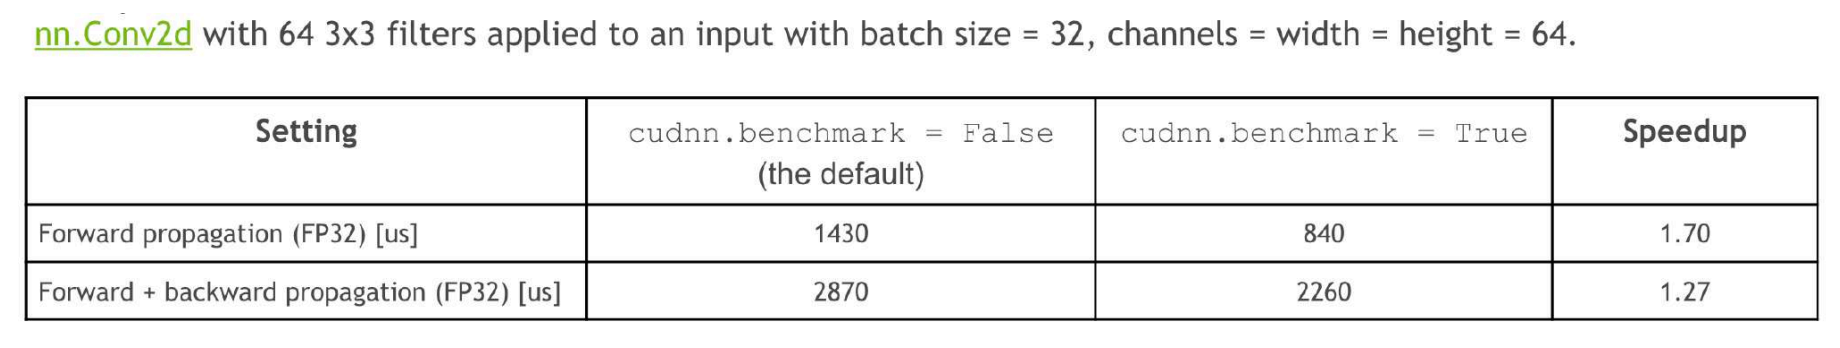 nn.Conv2d with 64 3x3 filters applied to an input with batch size = 32, channels = width = height = 64.
Setting cudnn.benchmark = False cudnn.benchmark = True Speedup
(the default)
Forward propagation (FP32) [us] 1430 840 1.70
Forward + backward propagation (FP32) [us] 2870 2260 1.27